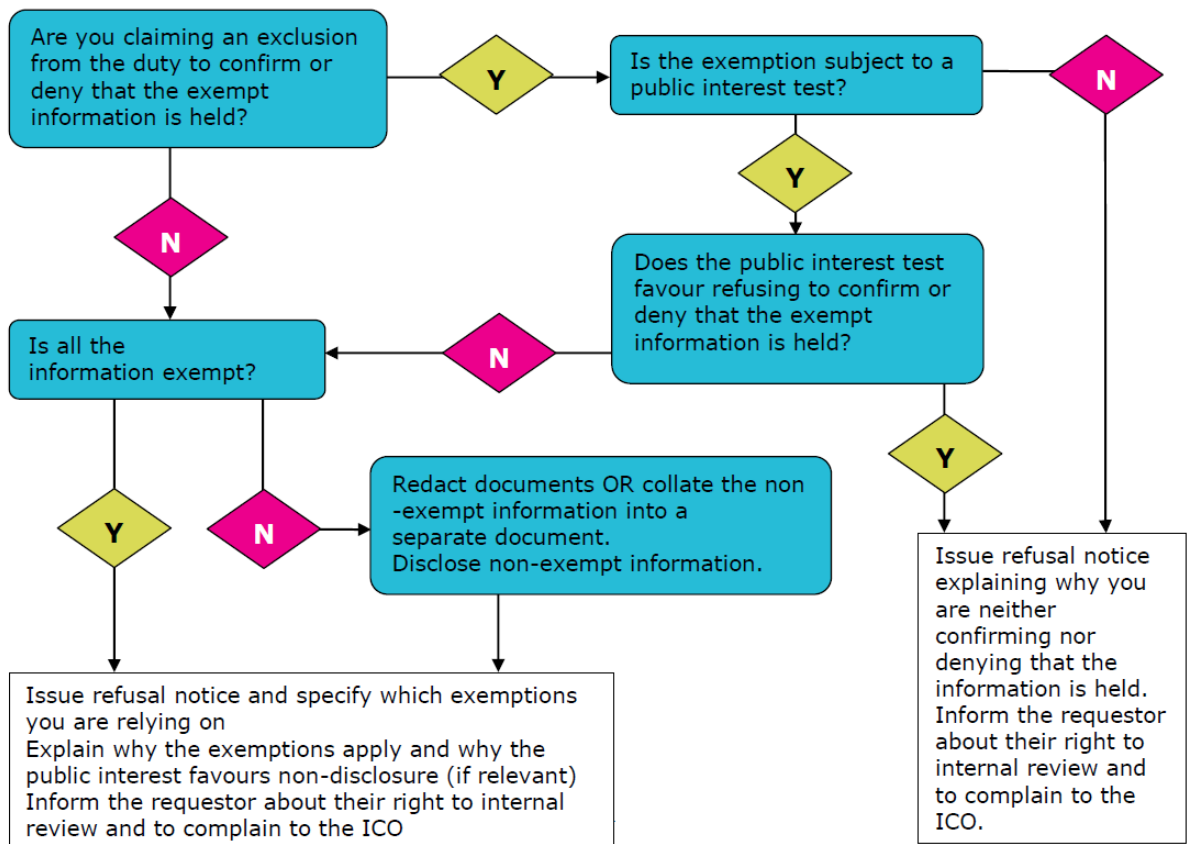 Are you claiming an exclusion
from the duty to confirm or
deny that the exempt
information is held?
Y
Is the exemption subject to a
public interest test?
N
Y
N
Does the public interest test
favour refusing to confirm or
deny that the exempt
information is held?
N
Is all the
information exempt?
Y
Y
N
Redact documents OR collate the non
-exempt information into a
separate document.
Disclose non-exempt information.
Issue refusal notice
explaining why you
are neither
confirming nor
denying that the
information is held.
Inform the requestor
about their right to
internal review and
to complain to the
ICO.
Issue refusal notice and specify which exemptions
you are relying on
Explain why the exemptions apply and why the
public interest favours non-disclosure (if relevant)
Inform the requestor about their right to internal
review and to complain to the ICO